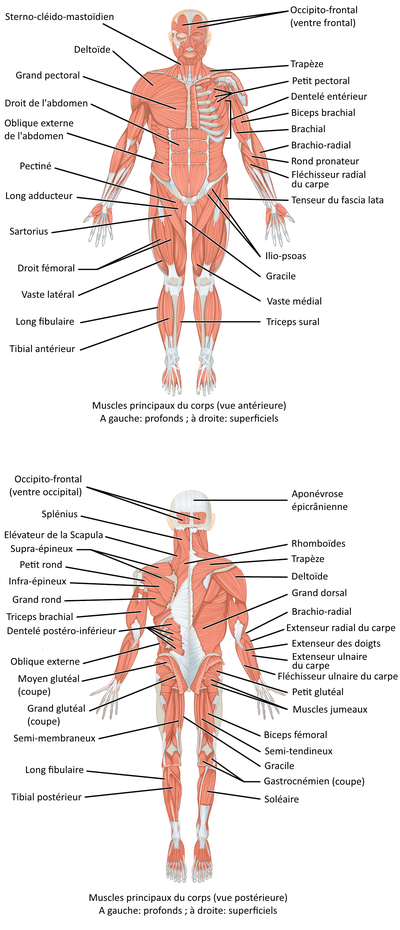 Sterno-cléido-mastoïdien
Deltoïde
Grand pectoral
Droit de l'abdomen
Oblique externe
de l'abdomen
Pectiné
Long adducteur
Sartorius
Droit fémoral
Vaste latéral
Long fibulaire
Tibial antérieur
Occipito-frontal
(ventre frontal)
Trapèze
Petit pectoral
Dentelé entérieur
Biceps brachial
Brachial
Brachio-radial
Rond pronateur
Fléchisseur radial
du carpe
Tenseur du fascia lata
Ilio-psoas
Gracile
Vaste médial
Triceps sural
Muscles principaux du corps (vue antérieure)
A gauche: profonds ; à droite: superficiels
Occipito-frontal
(ventre occipital)
Splénius
Elévateur de la Scapula
Supra-épineux
Petit rond
Infra-épineux
Grand rond
Triceps brachial
Dentelé postéro-inférieur
Oblique externe
Moyen glutéal
(coupe)
Grand glutéal
(coupe)
Semi-membraneux
Long fibulaire
Tibial postérieur
Aponévrose
épicrânienne
Rhomboïdes
Trapèze
Deltoïde
Grand dorsal
Brachio-radial
Extenseur radial du carpe
Extenseur des doigts
Extenseur ulnaire
du carpe
Fléchisseur ulnaire du carpe
Petit glutéal
Muscles jumeaux
Biceps fémoral
Semi-tendineux
Gracile
Gastrocnémien (coupe)
Soléaire
Muscles principaux du corps (vue postérieure)
A gauche: profonds ; à droite: superficiels